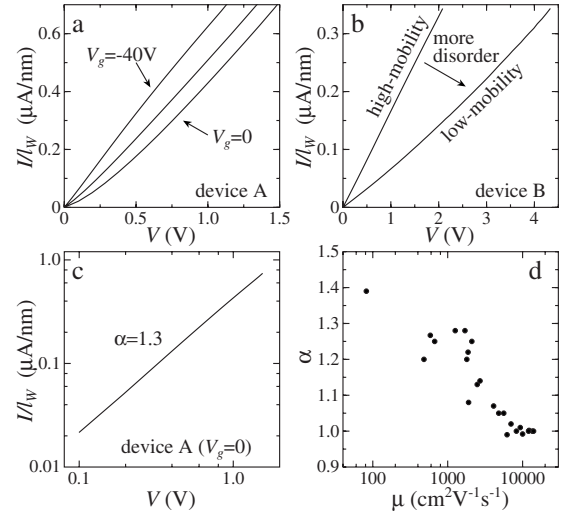 a
I/l_W (μA/nm)
0.6
0.4
0.2
0.0
V_g=-40V
V_g=0
device A
0.0 0.5 1.0 1.5
V (V)
b
I/l_W (μA/nm)
0.3
0.2
0.1
0.0
high-mobility
more
disorder
low-mobility
device B
0 1 2 3 4
V (V)
c
I/l_W (μA/nm)
1.0
0.10
0.01
α=1.3
device A (V_g=0)
0.1 1.0
V (V)
d
α
1.5
1.4
1.3
1.2
1.1
1.0
0.9
100 1000 10000
μ (cm²V⁻¹s⁻¹)